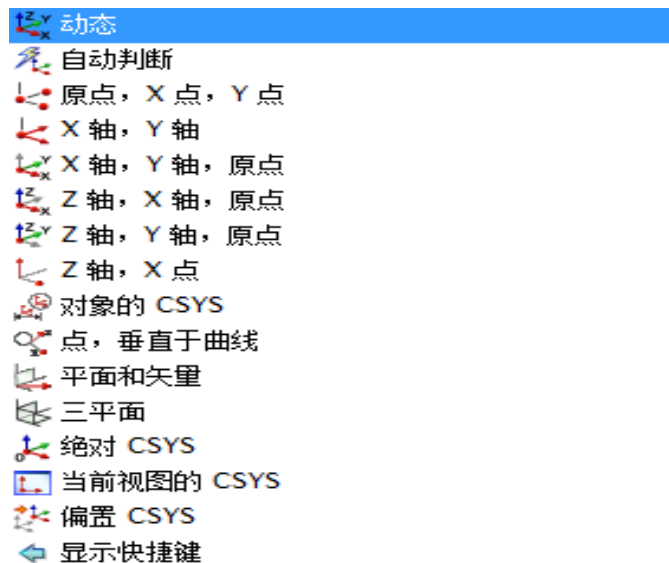 动态
自动判断
原点，X 点，Y 点
X 轴，Y 轴
X 轴，Y 轴，原点
Z 轴，X 轴，原点
Z 轴，Y 轴，原点
Z 轴，X 点
对象的 CSYS
点，垂直于曲线
平面和矢量
三平面
绝对 CSYS
当前视图的 CSYS
偏置 CSYS
显示快捷键